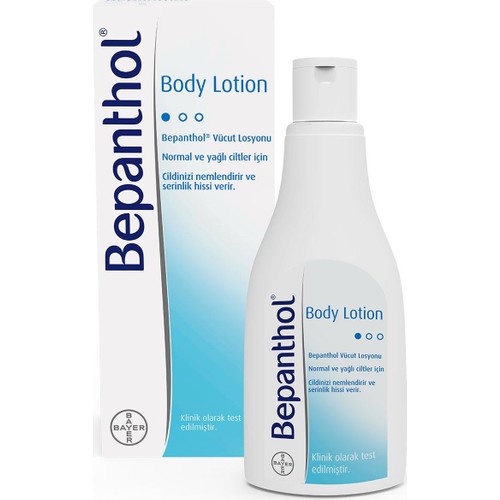 Bepanthol®
Body Lotion
Bepanthol® Vücut Losyonu
Normal ve yağlı ciltler için
Cildinizi nemlendirir ve
serinlik hissi verir.
BAYER
BAYER
Klinik olarak test
edilmiştir.
Bepanthol®
Body Lotion
Bepanthol Vücut Losyonu
Normal ve yağlı ciltler için
Cildinizi nemlendirir ve
serinlik hissi verir.
BAYER
BAYER
Klinik olarak test
edilmiştir.